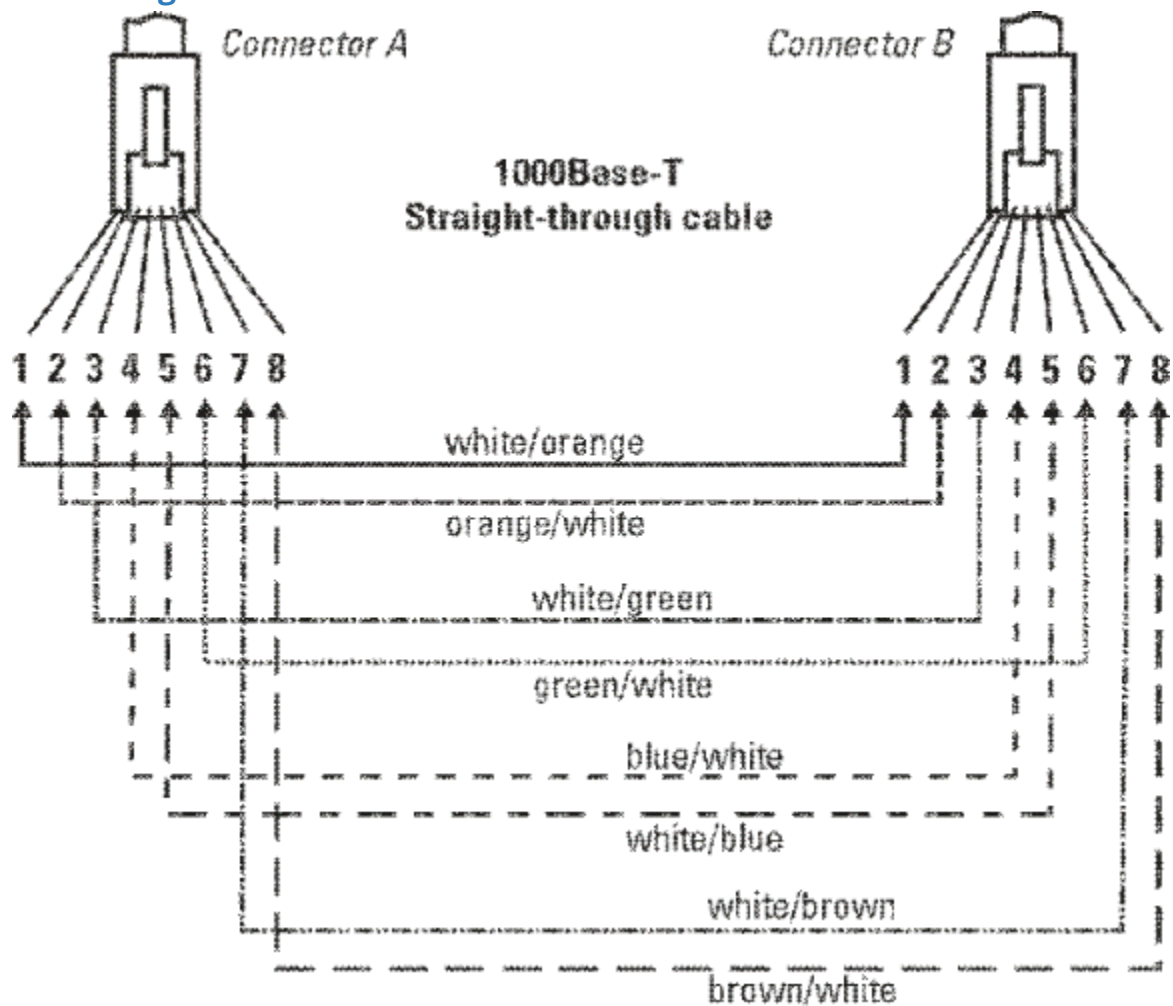 Connector A
Connector B
1000Base-T
Straight-through cable
1 2 3 4 5 6 7 8
1 2 3 4 5 6 7 8
white/orange
orange/white
white/green
green/white
blue/white
white/blue
white/brown
brown/white